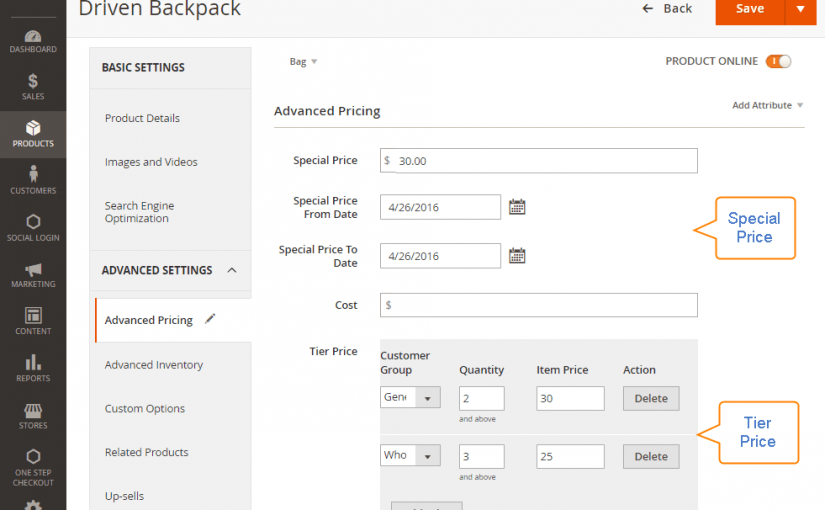 Driven Backpack
Back
Save
DASHBOARD
SALES
PRODUCTS
CUSTOMERS
SOCIAL LOGIN
MARKETING
CONTENT
REPORTS
STORES
ONE STEP
CHECKOUT
BASIC SETTINGS
Product Details
Images and Videos
Search Engine
Optimization
ADVANCED SETTINGS
Advanced Pricing
Advanced Inventory
Custom Options
Related Products
Up-sells
Bag
PRODUCT ONLINE
Advanced Pricing
Add Attribute
Special Price
$ 30.00
Special Price
From Date
4/26/2016
Special Price To
Date
4/26/2016
Special
Price
Cost
$
Tier Price
Customer
Group
Quantity
Item Price
Action
Gene
2
30
Delete
and above
Who
3
25
Delete
and above
Tier
Price